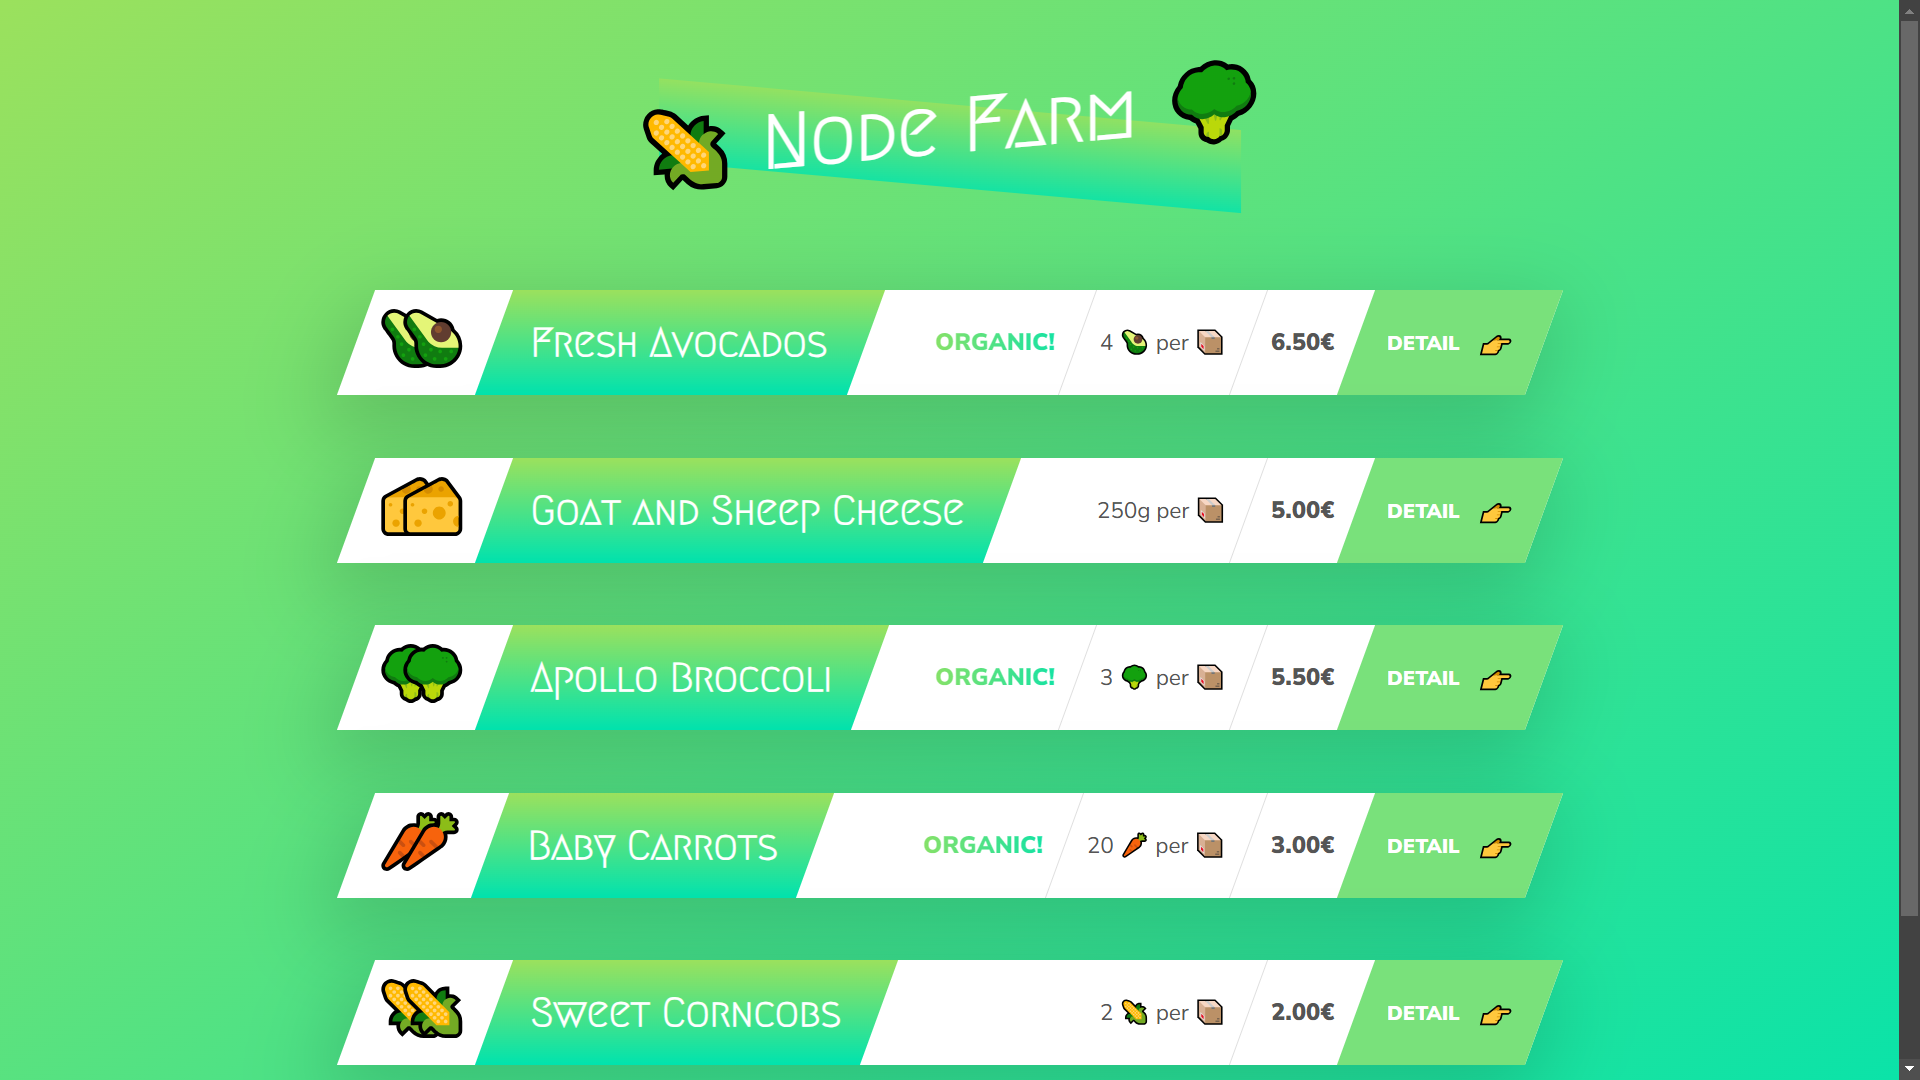 Node Farm
Fresh Avocados ORGANIC! 4 🥑 per 📦 6.50€ DETAIL 👉
Goat and Sheep Cheese 250g per 📦 5.00€ DETAIL 👉
Apollo Broccoli ORGANIC! 3 🥦 per 📦 5.50€ DETAIL 👉
Baby Carrots ORGANIC! 20 🥕 per 📦 3.00€ DETAIL 👉
Sweet Corncobs 2 🌽 per 📦 2.00€ DETAIL 👉